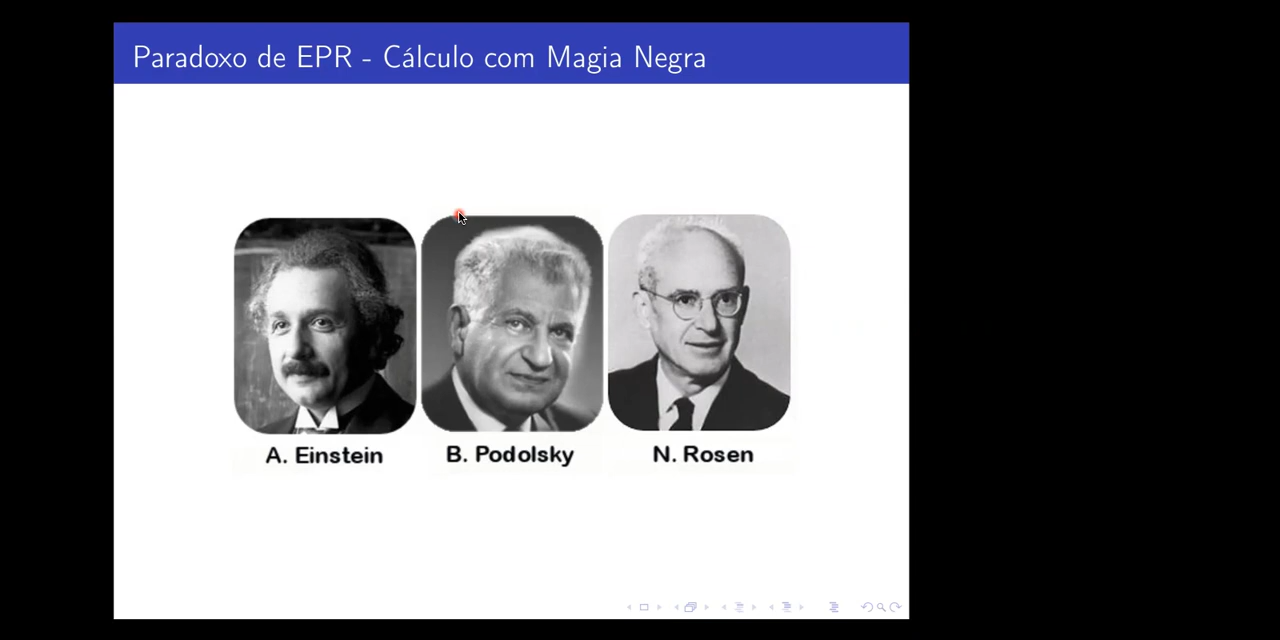 Paradoxo de EPR - Cálculo com Magia Negra
A. Einstein
B. Podolsky
N. Rosen